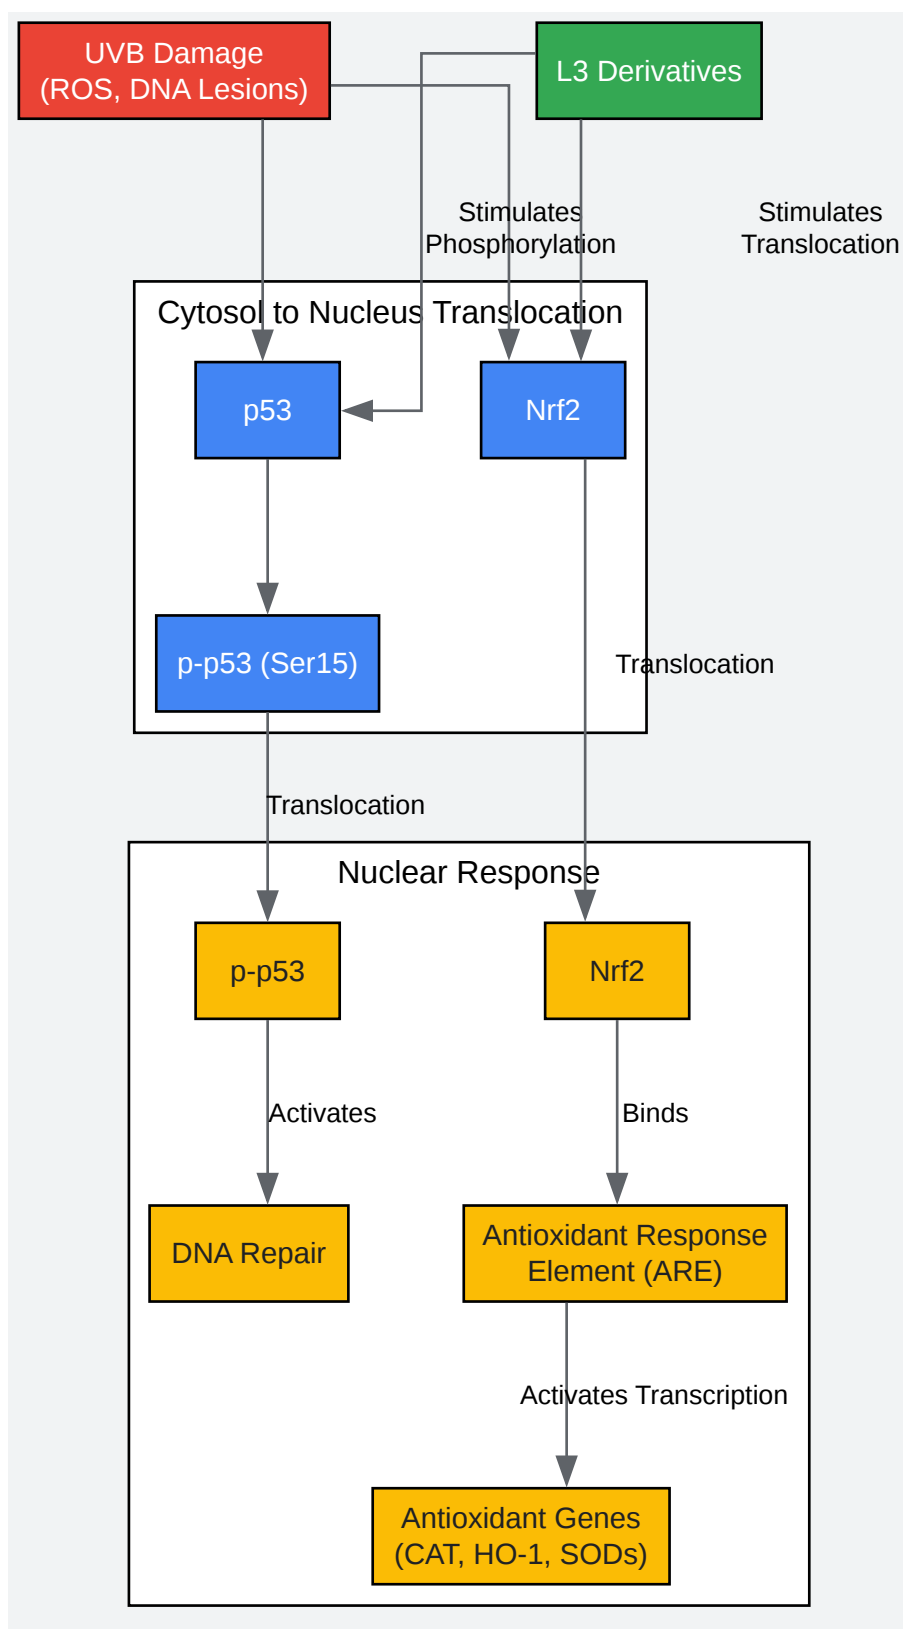 UVB Damage
(ROS, DNA Lesions)
L3 Derivatives
Stimulates
Phosphorylation
Stimulates
Translocation
Cytosol to Nucleus Translocation
p53
Nrf2
p-p53 (Ser15)
Translocation
Translocation
Nuclear Response
p-p53
Nrf2
Activates
Binds
DNA Repair
Antioxidant Response
Element (ARE)
Activates Transcription
Antioxidant Genes
(CAT, HO-1, SODs)